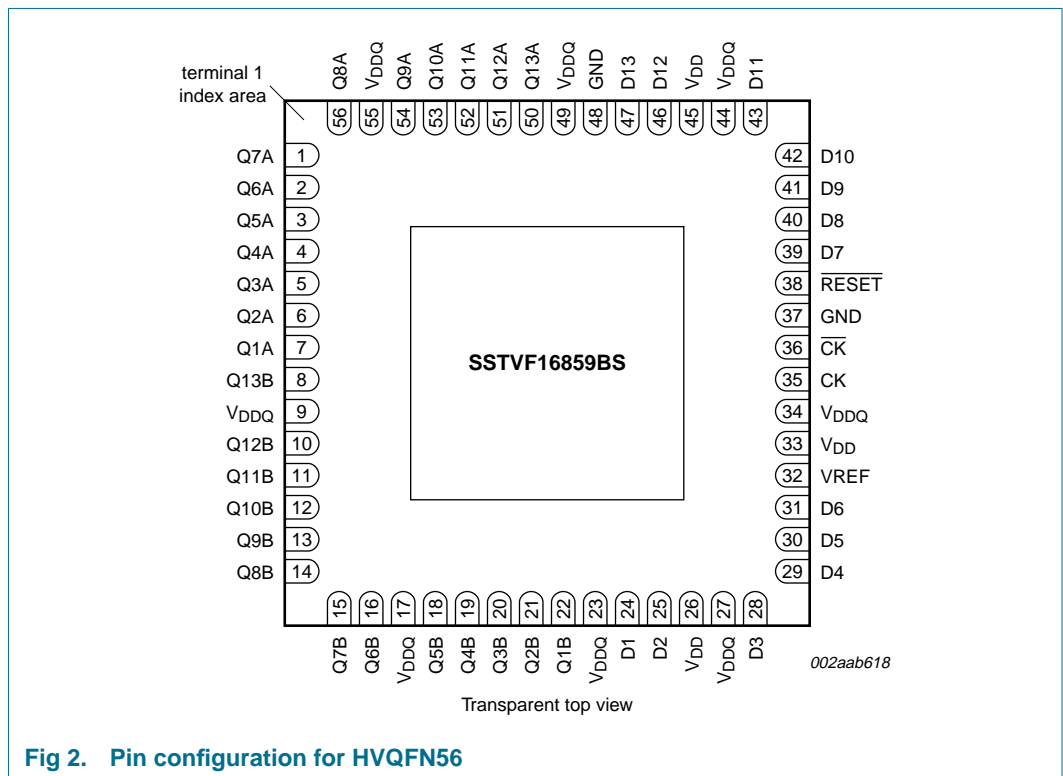 Q8A
VDDQ
Q9A
Q10A
Q11A
Q12A
Q13A
VDDQ
GND
D13
D12
VDD
VDDQ
D11
terminal 1
index area
56
55
54
53
52
51
50
49
48
47
46
45
44
43
Q7A 1
Q6A 2
Q5A 3
Q4A 4
Q3A 5
Q2A 6
Q1A 7
Q13B 8
VDDQ 9
Q12B 10
Q11B 11
Q10B 12
Q9B 13
Q8B 14
SSTVF16859BS
42 D10
41 D9
40 D8
39 D7
38 R̅E̅S̅E̅T̅
37 GND
36 C̅K̅
35 CK
34 VDDQ
33 VDD
32 VREF
31 D6
30 D5
29 D4
15
16
17
18
19
20
21
22
23
24
25
26
27
28
Q7B
Q6B
VDDQ
Q5B
Q4B
Q3B
Q2B
Q1B
VDDQ
D1
D2
VDD
VDDQ
D3
002aab618
Transparent top view
Fig 2. Pin configuration for HVQFN56